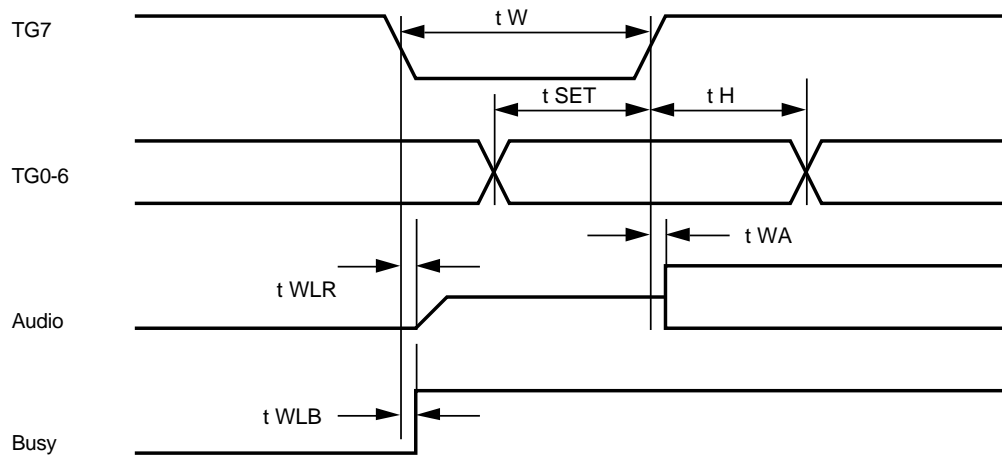 TG7
t W
t SET
t H
TG0-6
t WA
t WLR
Audio
t WLB
Busy